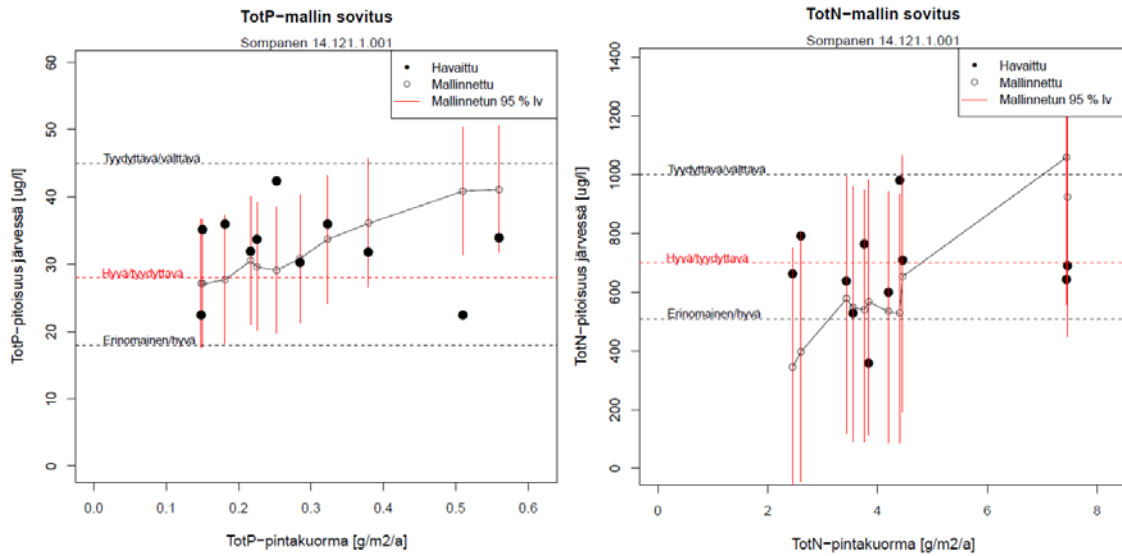 TotP-mallin sovitus
Sompanen 14.121.1.001
Havaittu
Mallinnettu
Mallinnetun 95 % lv
60
50
40
30
20
10
0
TotP-pitoisuus järvessä [ug/l]
Tyydyttävä/välttävä
Hyvä/tyydyttävä
Erinomainen/hyvä
0.0 0.1 0.2 0.3 0.4 0.5 0.6
TotP-pintakuorma [g/m2/a]
TotN-mallin sovitus
Sompanen 14.121.1.001
Havaittu
Mallinnettu
Mallinnetun 95 % lv
1400
1200
1000
800
600
400
200
0
TotN-pitoisuus järvessä [ug/l]
Tyydyttävä/välttävä
Hyvä/tyydyttävä
Erinomainen/hyvä
0 2 4 6 8
TotN-pintakuorma [g/m2/a]